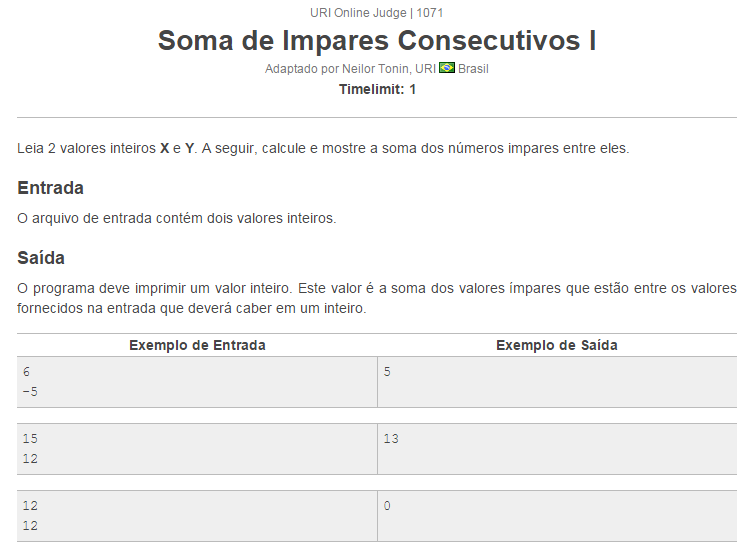 URI Online Judge | 1071
Soma de Impares Consecutivos I
Adaptado por Neilor Tonin, URI Brasil
Timelimit: 1
Leia 2 valores inteiros X e Y. A seguir, calcule e mostre a soma dos números impares entre eles.
Entrada
O arquivo de entrada contém dois valores inteiros.
Saída
O programa deve imprimir um valor inteiro. Este valor é a soma dos valores ímpares que estão entre os valores
fornecidos na entrada que deverá caber em um inteiro.
Exemplo de Entrada Exemplo de Saída
6 5
-5
15 13
12
12 0
12